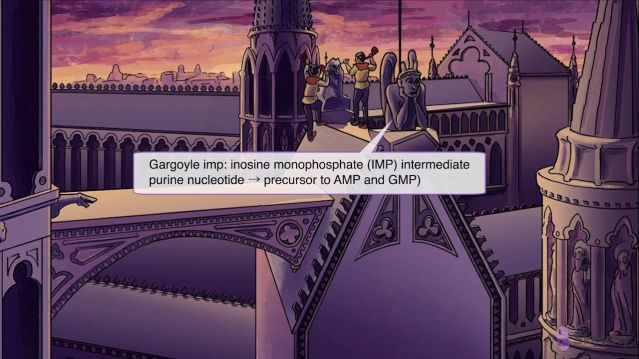 Gargoyle imp: inosine monophosphate (IMP) intermediate
purine nucleotide → precursor to AMP and GMP)